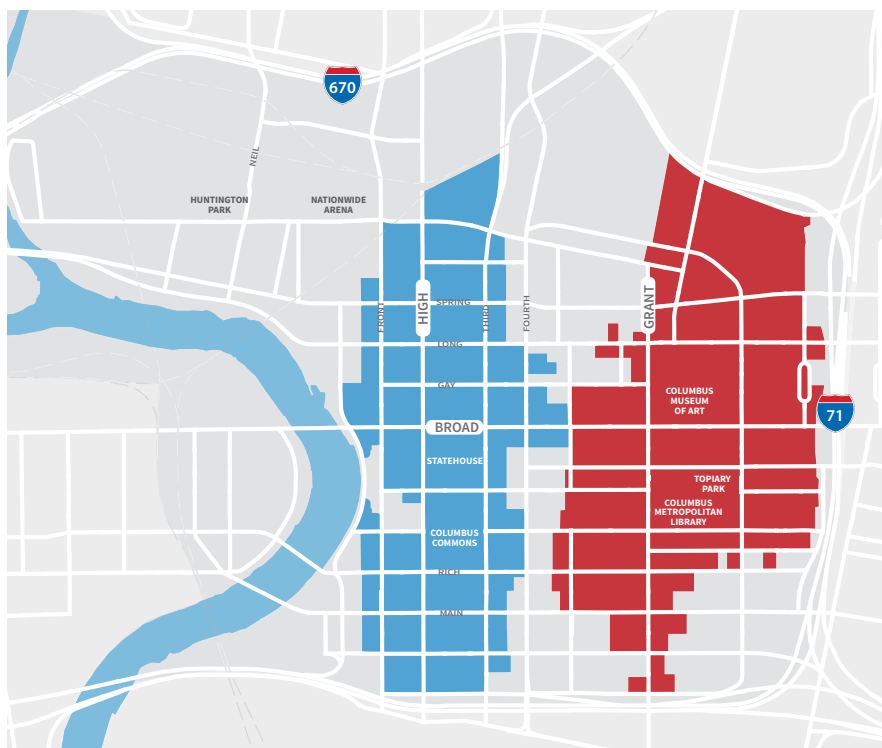 670
NEIL
HUNTINGTON
PARK
NATIONWIDE
ARENA
FRONT
HIGH
SPRING
THIRD
FOURTH
GRANT
LONG
GAY
COLUMBUS
MUSEUM
OF ART
71
BROAD
STATEHOUSE
TOPIARY
PARK
COLUMBUS
METROPOLITAN
LIBRARY
COLUMBUS
COMMONS
RICH
MAIN